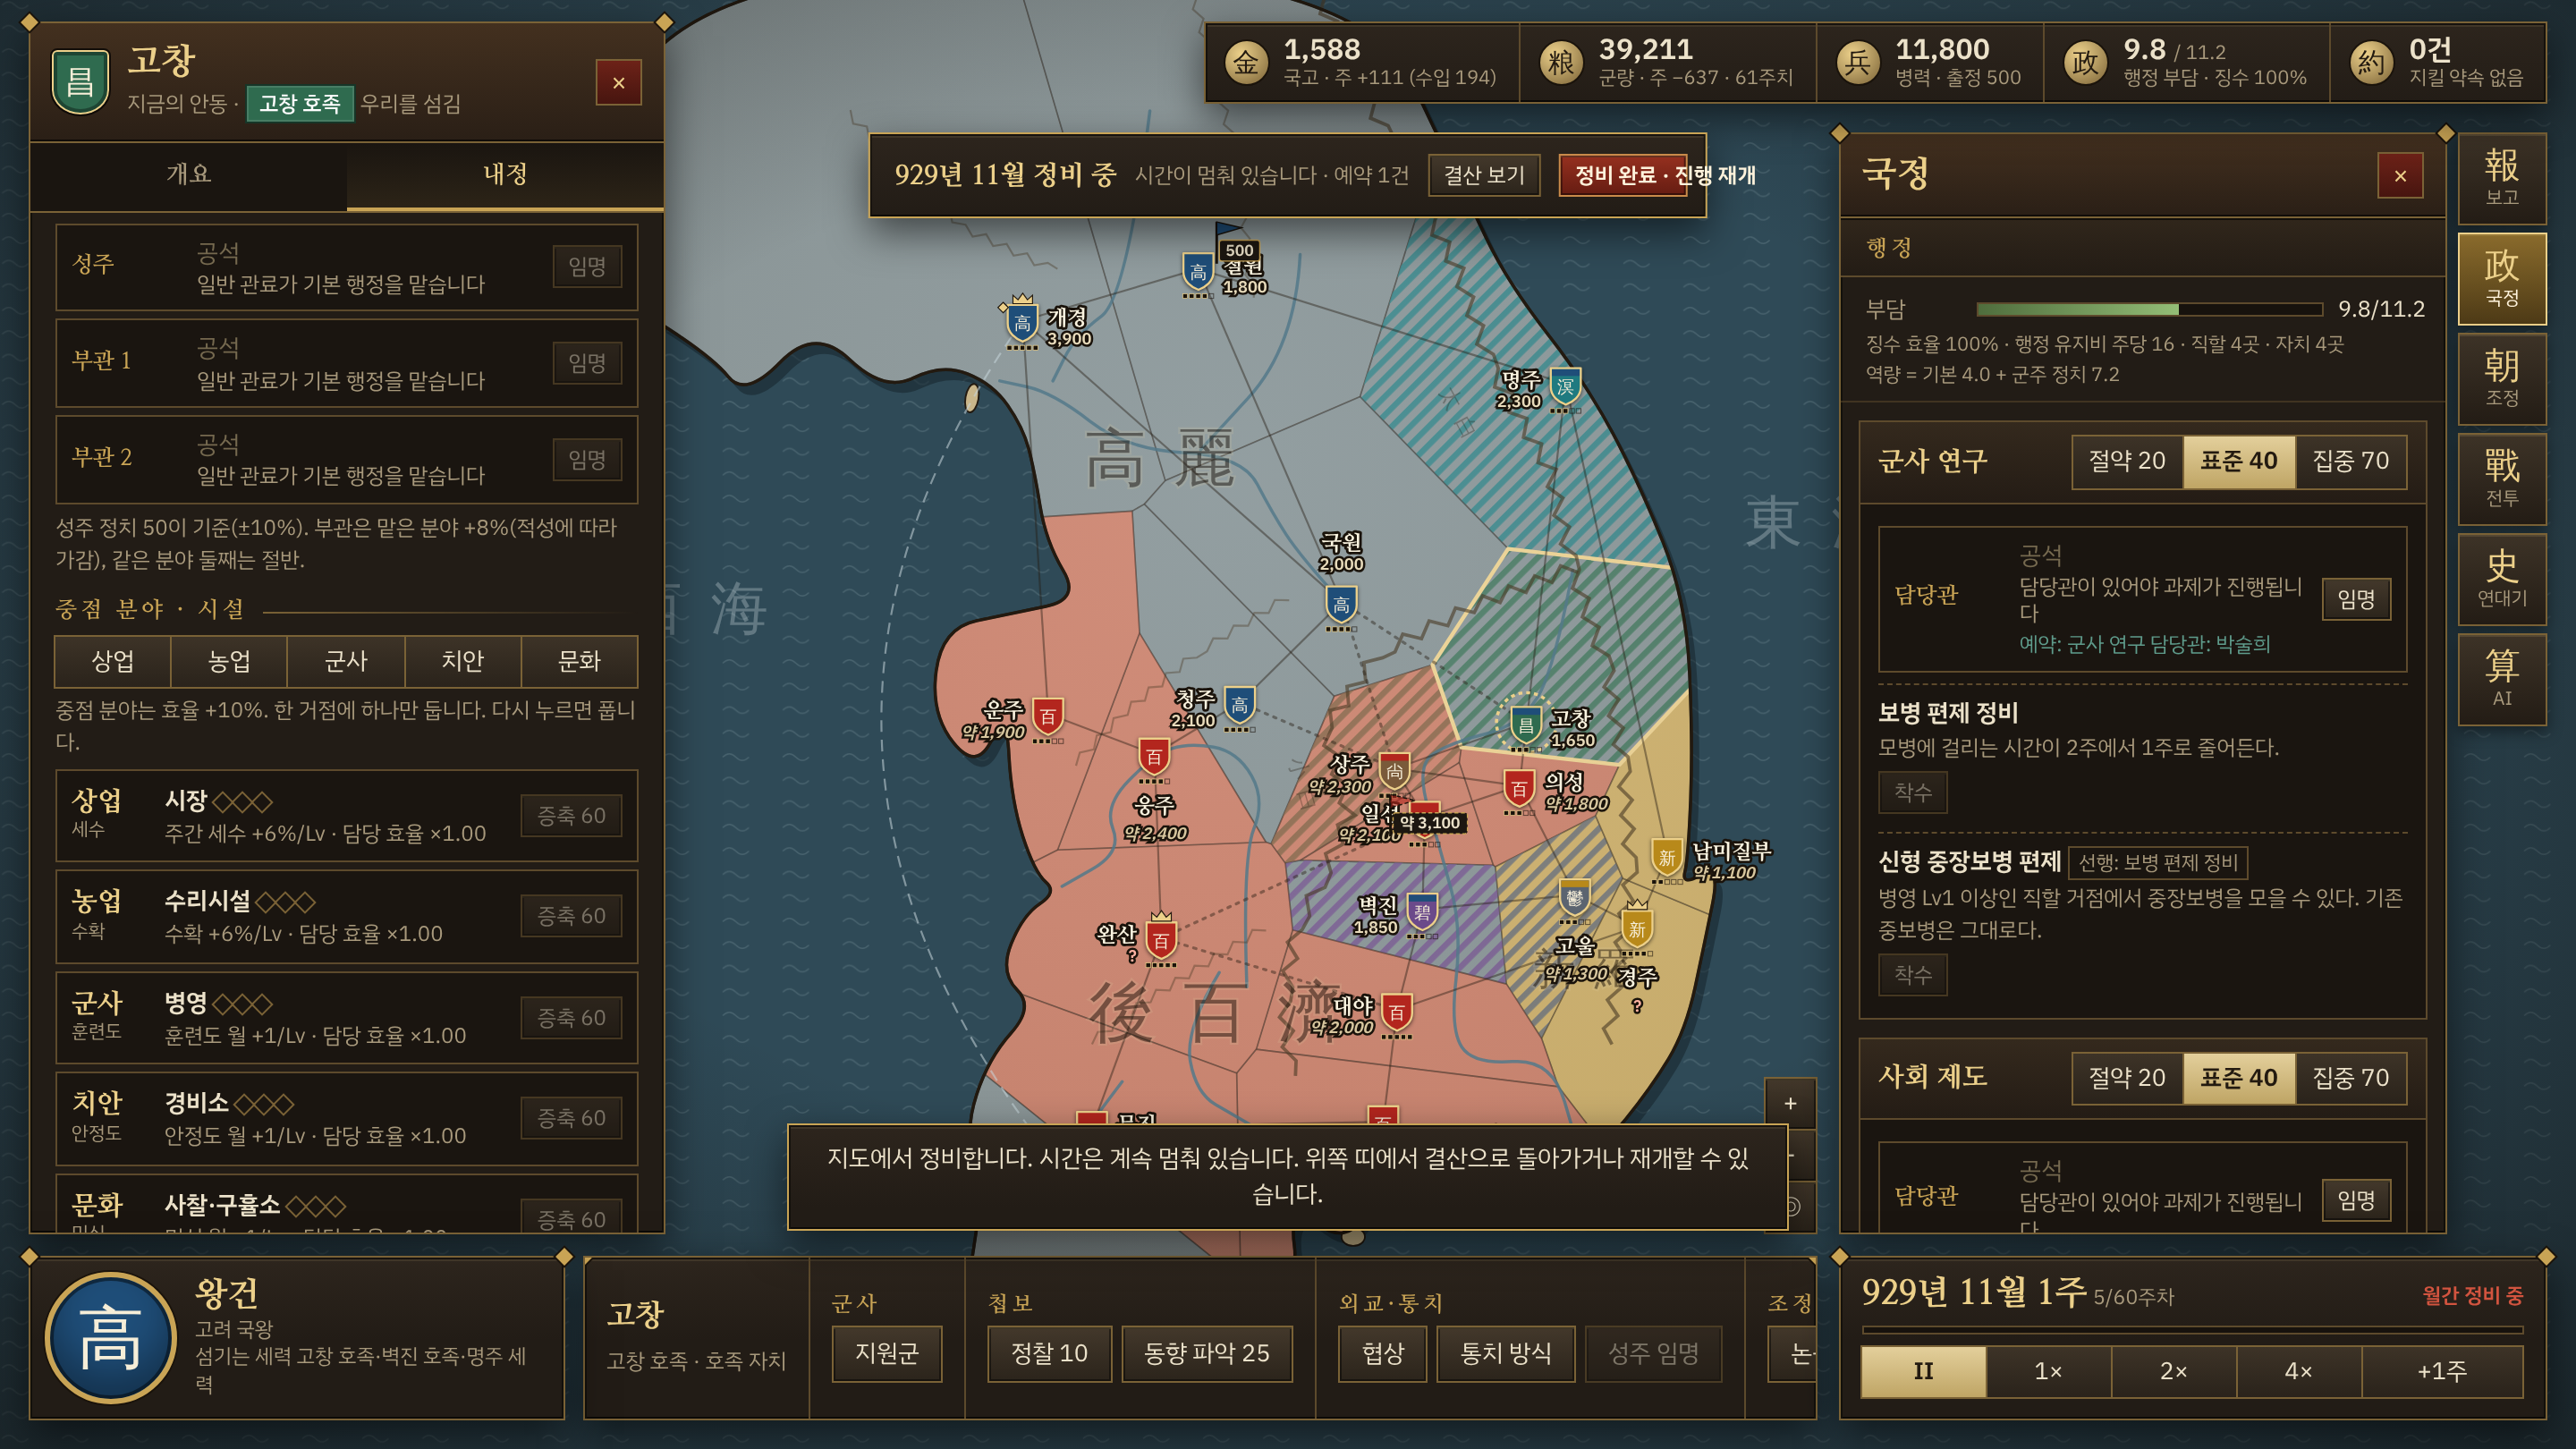 昌
고창
지금의 안동 · 고창 호족 우리를 섬김
×
개요
내정
성주
공석
일반 관료가 기본 행정을 맡습니다
임명
부관 1
공석
일반 관료가 기본 행정을 맡습니다
임명
부관 2
공석
일반 관료가 기본 행정을 맡습니다
임명
성주 정치 50이 기준(±10%). 부관은 맡은 분야 +8%(적성에 따라
가감), 같은 분야 둘째는 절반.
중점 분야 · 시설
상업
농업
군사
치안
문화
중점 분야는 효율 +10%. 한 거점에 하나만 둡니다. 다시 누르면 풉니
다.
상업
세수
시장
주간 세수 +6%/Lv · 담당 효율 ×1.00
증축 60
농업
수확
수리시설
수확 +6%/Lv · 담당 효율 ×1.00
증축 60
군사
훈련도
병영
훈련도 월 +1/Lv · 담당 효율 ×1.00
증축 60
치안
안정도
경비소
안정도 월 +1/Lv · 담당 효율 ×1.00
증축 60
문화
사찰·구휼소
증축 60
金
1,588
국고 · 주 +111 (수입 194)
粮
39,211
군량 · 주 −637 · 61주치
兵
11,800
병력 · 출정 500
政
9.8 / 11.2
행정 부담 · 징수 100%
約
0건
지킬 약속 없음
929년 11월 정비 중
시간이 멈춰 있습니다 · 예약 1건
결산 보기
정비 완료 · 진행 재개
500
高
철원
1,800
高
개경
3,900
명주
2,300
溟
高 麗
東
海
국원
2,000
高
운주
약 1,900
百
청주
2,100
高
百
웅주
약 2,400
昌
고창
1,650
상주
약 2,300
尙
百
의성
약 1,800
약 2,100
약 3,100
新
남미질부
약 1,100
벽진
1,850
碧
고울
약 1,300
新
경주
?
완산
?
百
後 百 濟
대야
약 2,000
百
百
지도에서 정비합니다. 시간은 계속 멈춰 있습니다. 위쪽 띠에서 결산으로 돌아가거나 재개할 수 있
습니다.
+
국정
×
행정
부담
9.8/11.2
징수 효율 100% · 행정 유지비 주당 16 · 직할 4곳 · 자치 4곳
역량 = 기본 4.0 + 군주 정치 7.2
군사 연구
절약 20
표준 40
집중 70
담당관
공석
담당관이 있어야 과제가 진행됩니
다
예약: 군사 연구 담당관: 박술희
임명
보병 편제 정비
모병에 걸리는 시간이 2주에서 1주로 줄어든다.
착수
신형 중장보병 편제 선행: 보병 편제 정비
병영 Lv1 이상인 직할 거점에서 중장보병을 모을 수 있다. 기존
중보병은 그대로다.
착수
사회 제도
절약 20
표준 40
집중 70
담당관
공석
담당관이 있어야 과제가 진행됩니
다
임명
報
보고
政
국정
朝
조정
戰
전투
史
연대기
算
AI
高
왕건
고려 국왕
섬기는 세력 고창 호족·벽진 호족·명주 세
력
고창
고창 호족 · 호족 자치
군사
지원군
첩보
정찰 10
동향 파악 25
외교·통치
협상
통치 방식
성주 임명
조정
929년 11월 1주 5/60주차
월간 정비 중
II
1×
2×
4×
+1주